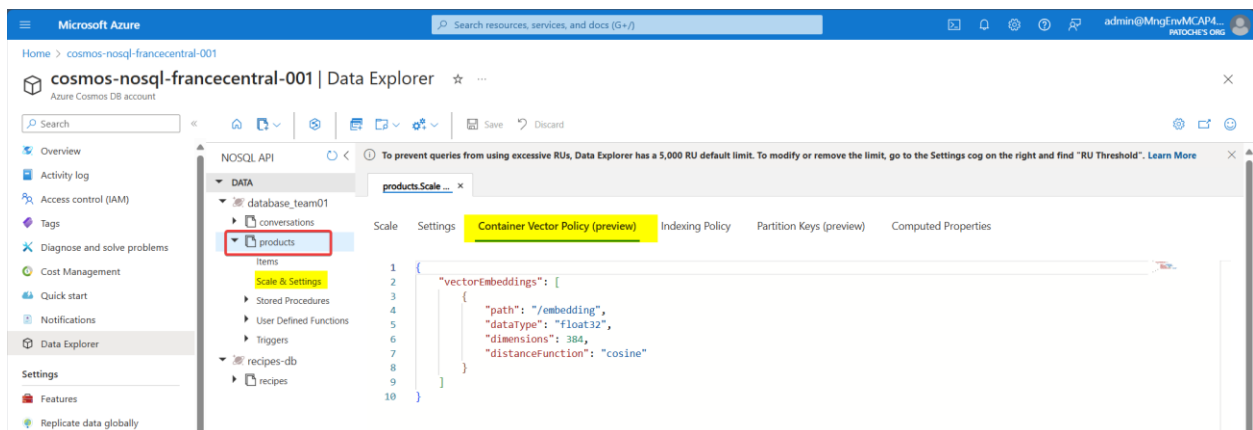 Microsoft Azure
Search resources, services, and docs (G+/)
admin@MngEnvMCAP4...
PATOCHE'S ORG
Home > cosmos-nosql-francecentral-001
cosmos-nosql-francecentral-001 | Data Explorer
Azure Cosmos DB account
Search
Save
Discard
Overview
Activity log
Access control (IAM)
Tags
Diagnose and solve problems
Cost Management
Quick start
Notifications
Data Explorer
Settings
Features
Replicate data globally
NOSQL API
DATA
database_team01
conversations
products
Items
Scale & Settings
Stored Procedures
User Defined Functions
Triggers
recipes-db
recipes
To prevent queries from using excessive RUs, Data Explorer has a 5,000 RU default limit. To modify or remove the limit, go to the Settings cog on the right and find "RU Threshold". Learn More
products.Scale ...
Scale Settings Container Vector Policy (preview) Indexing Policy Partition Keys (preview) Computed Properties
1 {
2 "vectorEmbeddings": [
3 {
4 "path": "/embedding",
5 "dataType": "float32",
6 "dimensions": 384,
7 "distanceFunction": "cosine"
8 }
9 ]
10 }